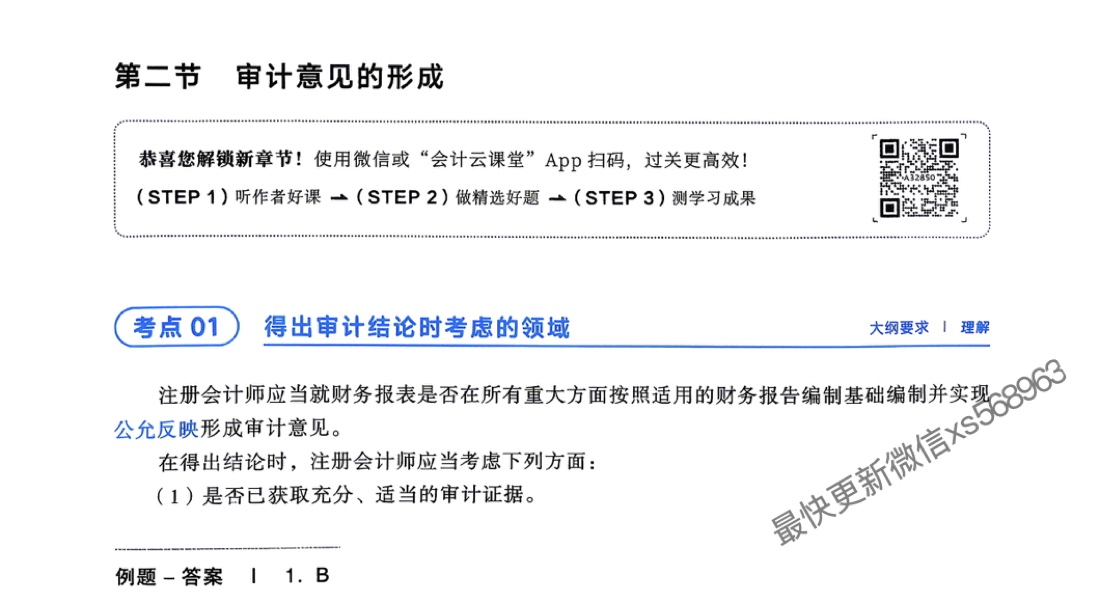 第二节 审计意见的形成
恭喜您解锁新章节！使用微信或“会计云课堂”App 扫码，过关更高效！
（STEP 1）听作者好课 ⇀（STEP 2）做精选好题 ⇀（STEP 3）测学习成果
A32850
考点 01 得出审计结论时考虑的领域 大纲要求 | 理解
注册会计师应当就财务报表是否在所有重大方面按照适用的财务报告编制基础编制并实现
公允反映形成审计意见。
在得出结论时，注册会计师应当考虑下列方面：
（1）是否已获取充分、适当的审计证据。
最快更新微信xs568963
例题 – 答案 | 1. B